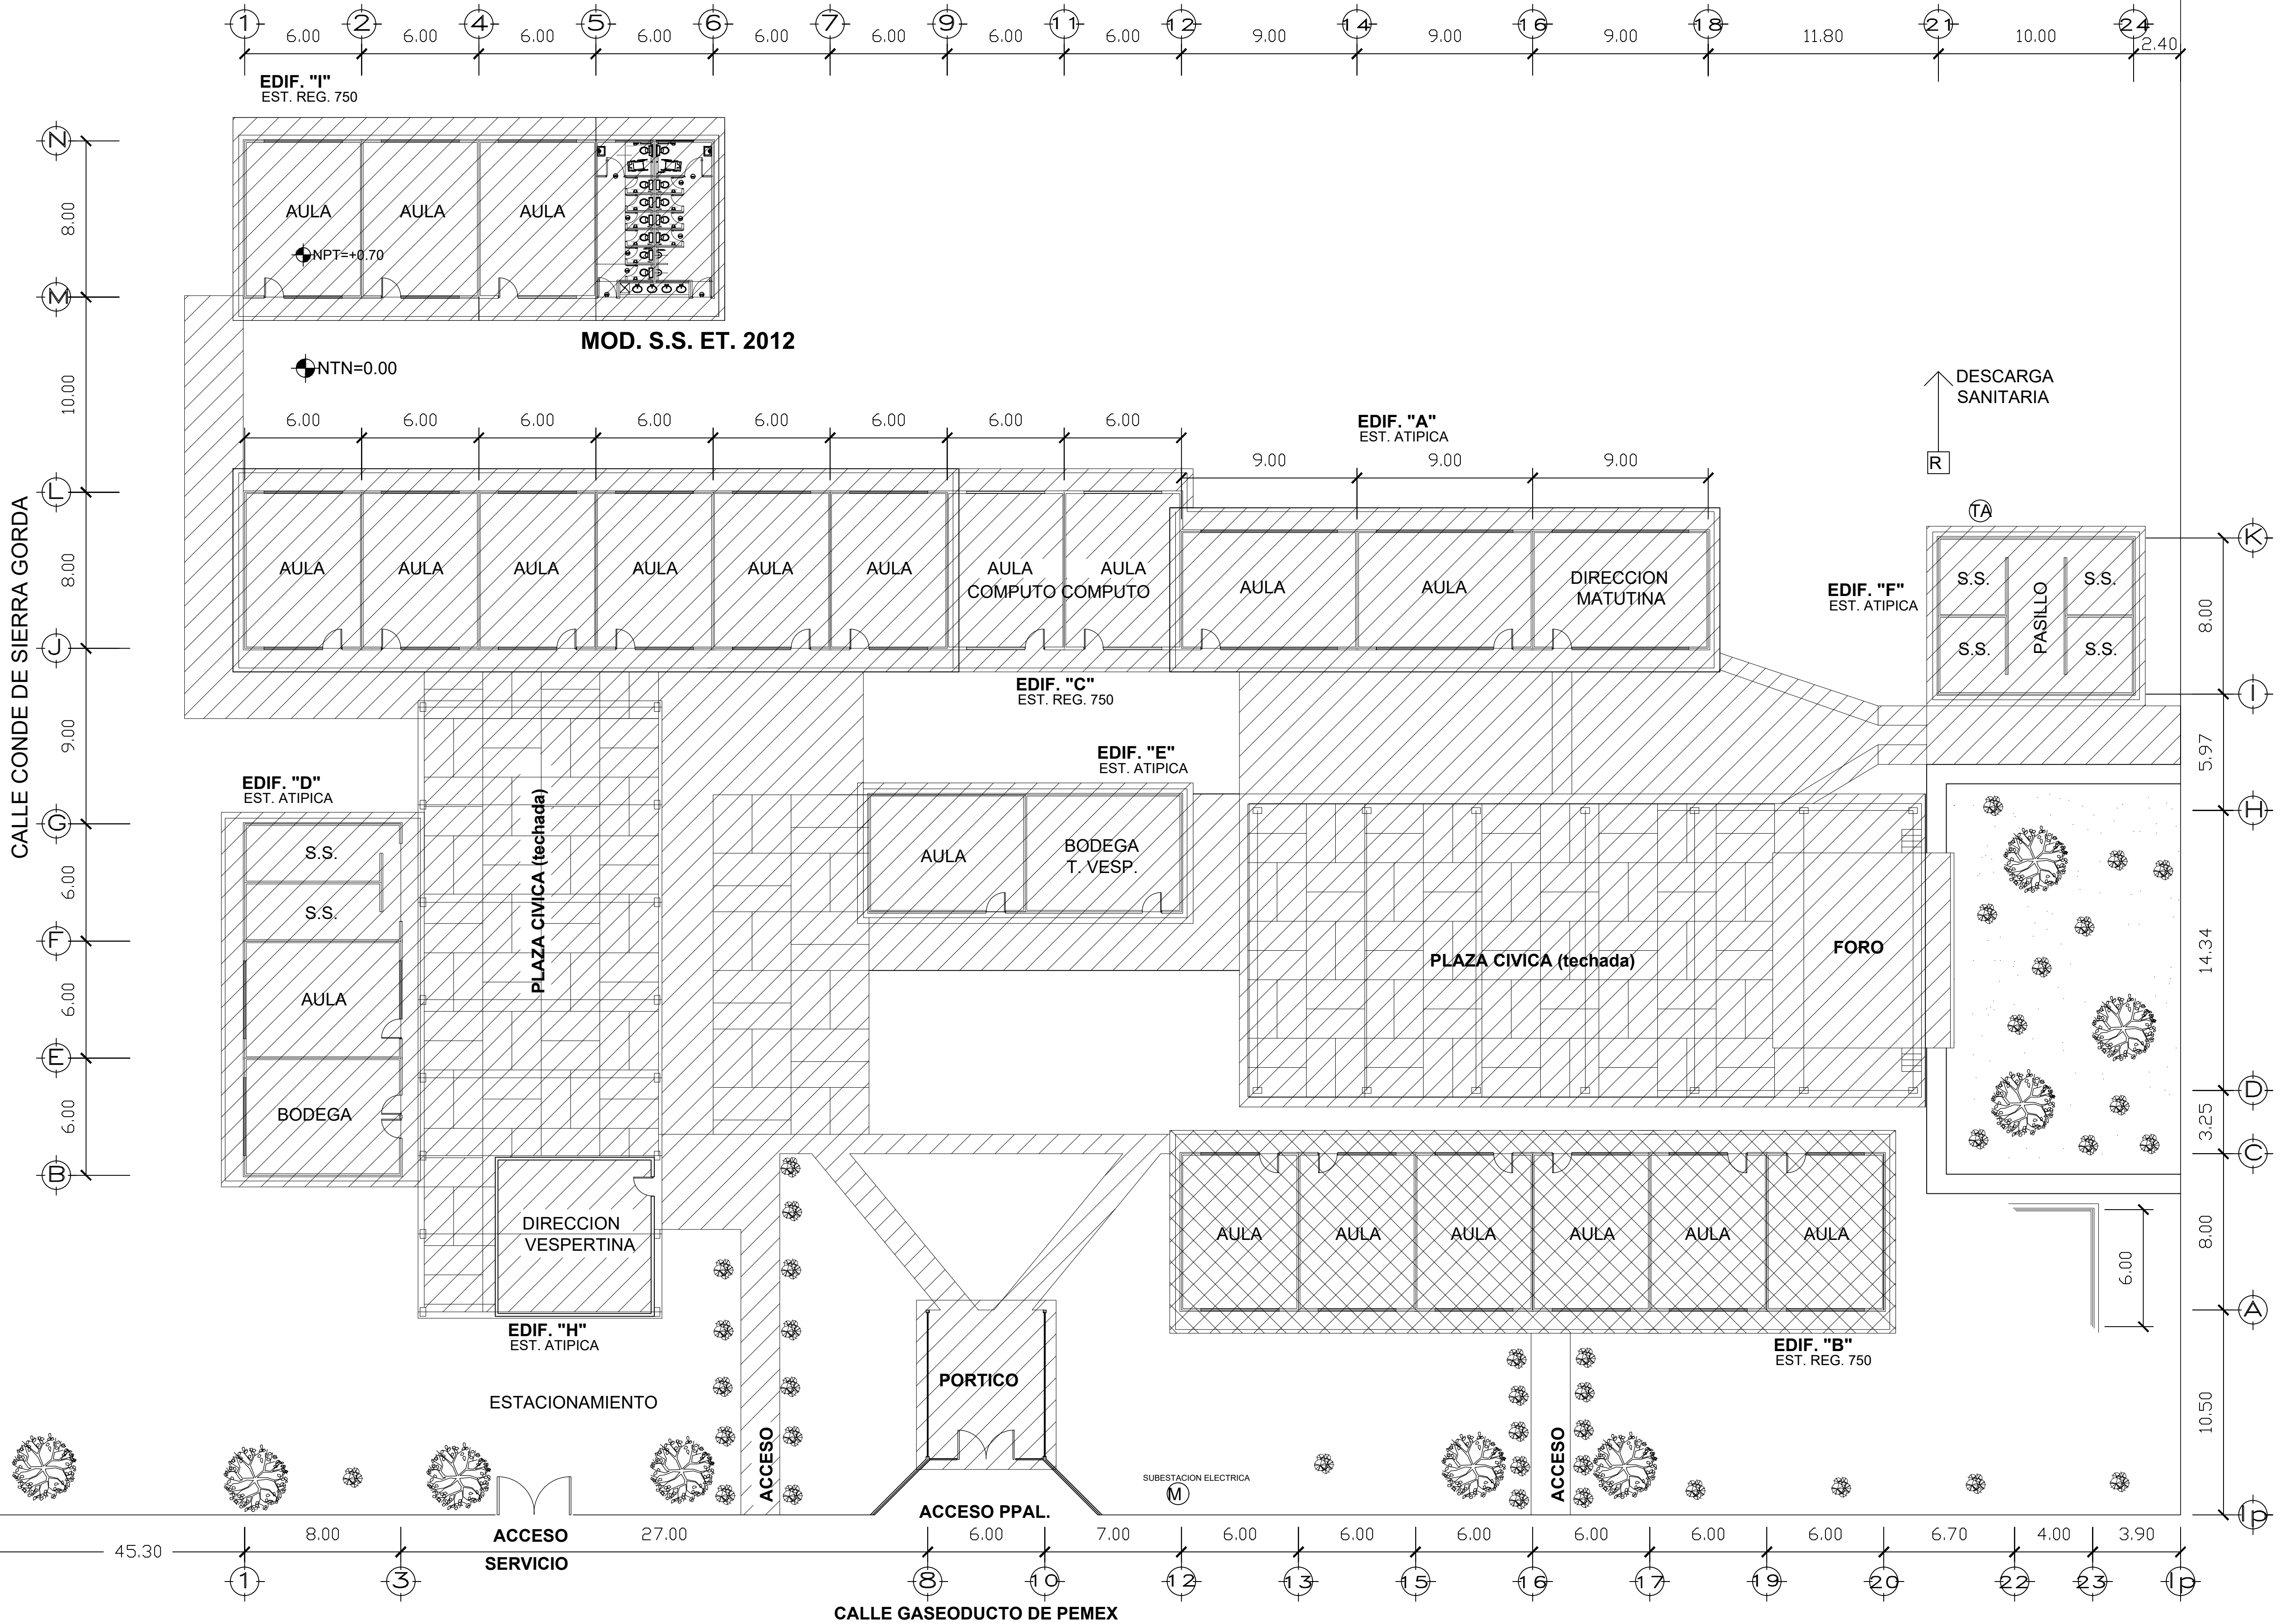 1 2 4 5 6 7 9 11 12 14 16 18 21 24
6.00 6.00 6.00 6.00 6.00 6.00 6.00 6.00 9.00 9.00 9.00 11.80 10.00 2.40
EDIF. "I"
EST. REG. 750
N
8.00
AULA AULA AULA
NPT=+0.70
M
MOD. S.S. ET. 2012
NTN=0.00
10.00
DESCARGA
SANITARIA
R
TA
6.00 6.00 6.00 6.00 6.00 6.00 6.00 6.00
EDIF. "A"
EST. ATIPICA
9.00 9.00 9.00
L
CALLE CONDE DE SIERRA GORDA
8.00
AULA AULA AULA AULA AULA AULA
AULA
COMPUTO
AULA
COMPUTO
AULA AULA
DIRECCION
MATUTINA
J
K
EDIF. "F"
EST. ATIPICA
S.S. S.S.
PASILLO
S.S. S.S.
8.00
I
EDIF. "C"
EST. REG. 750
9.00
5.97
EDIF. "E"
EST. ATIPICA
EDIF. "D"
EST. ATIPICA
G
H
S.S.
6.00
S.S.
F
AULA
6.00
E
BODEGA
6.00
B
PLAZA CIVICA (techada)
AULA
BODEGA
T. VESP.
PLAZA CIVICA (techada)
FORO
14.34
D
3.25
C
DIRECCION
VESPERTINA
EDIF. "H"
EST. ATIPICA
AULA AULA AULA AULA AULA AULA
8.00
6.00
A
EDIF. "B"
EST. REG. 750
PORTICO
ESTACIONAMIENTO
10.50
ACCESO
ACCESO
SUBESTACION ELECTRICA
M
ACCESO PPAL.
lp
45.30 8.00
ACCESO
SERVICIO
27.00 6.00 7.00 6.00 6.00 6.00 6.00 6.00 6.00 6.70 4.00 3.90
1 3 8 10 12 13 15 16 17 19 20 22 23 lp
CALLE GASEODUCTO DE PEMEX